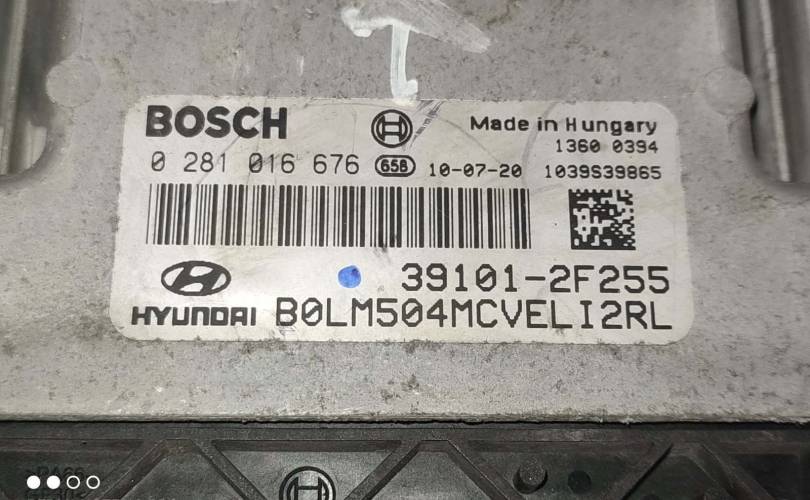 BOSCH
Made in Hungary
1360 0394
0 281 016 676 658 10-07-20 1039S39865
39101-2F255
HYUNDAI B0LM504MCVELI2RL